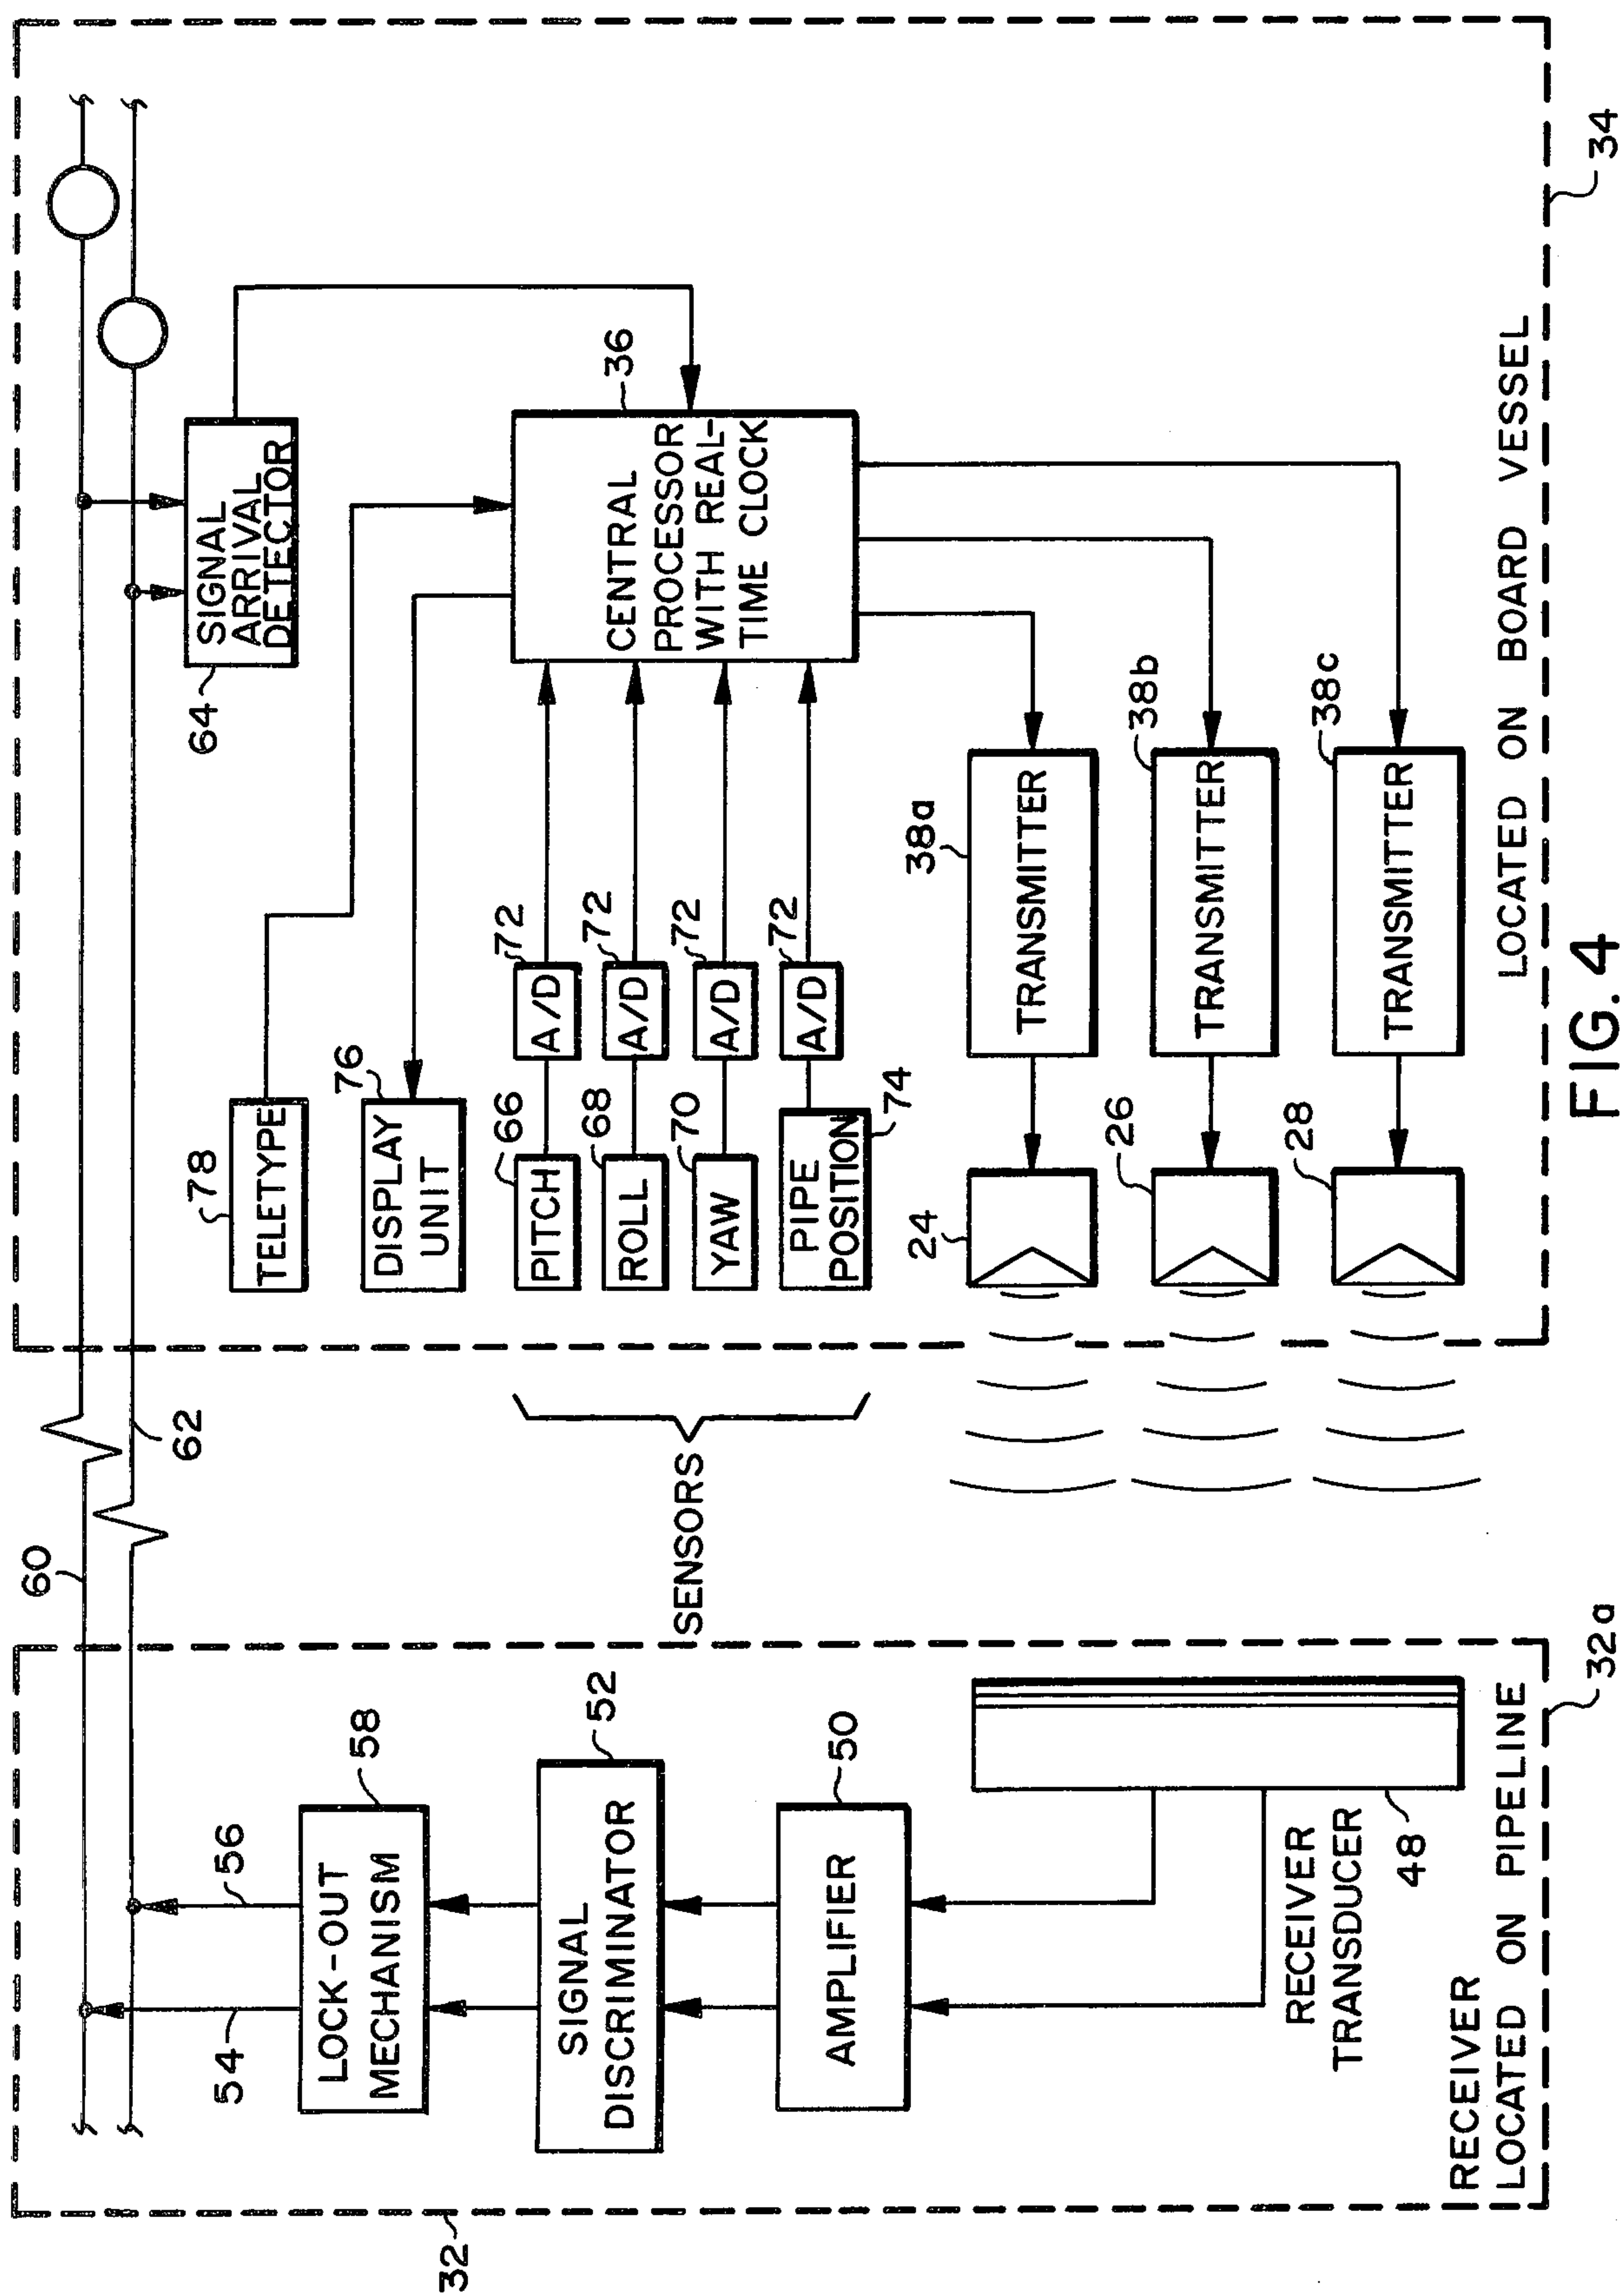 32
54
56
LOCK-OUT
MECHANISM
58
SIGNAL
DISCRIMINATOR
52
AMPLIFIER
50
RECEIVER
TRANSDUCER
48
RECEIVER
LOCATED ON PIPELINE
32a
60
62
SENSORS
64
SIGNAL
ARRIVAL
DETECTOR
78
TELETYPE
76
DISPLAY
UNIT
66
PITCH
A/D
72
68
ROLL
A/D
72
70
YAW
A/D
72
74
PIPE
POSITION
A/D
72
36
CENTRAL
PROCESSOR
WITH REAL-
TIME CLOCK
24
TRANSMITTER
38a
26
TRANSMITTER
38b
28
TRANSMITTER
38c
LOCATED ON BOARD VESSEL
34
FIG. 4